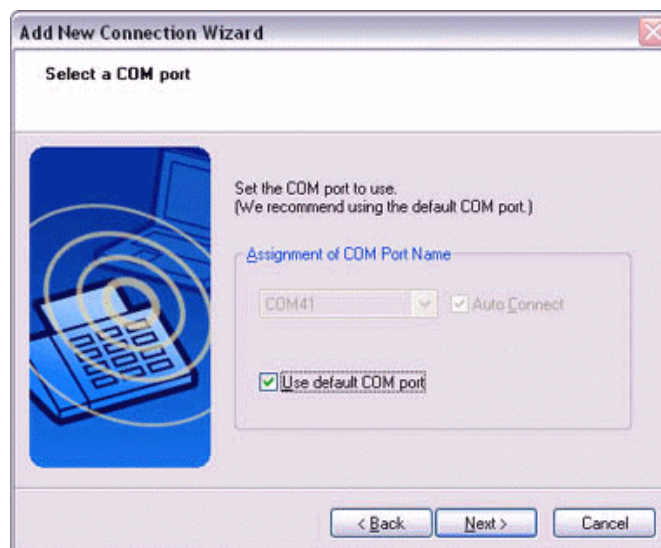 Add New Connection Wizard
Select a COM port
Set the COM port to use.
(We recommend using the default COM port.)
Assignment of COM Port Name
COM41
Auto Connect
Use default COM port
< Back
Next >
Cancel